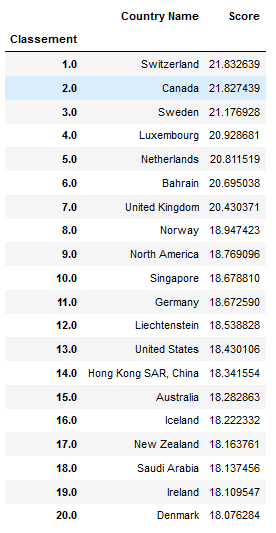 Country Name Score
Classement
1.0 Switzerland 21.832639
2.0 Canada 21.827439
3.0 Sweden 21.176928
4.0 Luxembourg 20.928681
5.0 Netherlands 20.811519
6.0 Bahrain 20.695038
7.0 United Kingdom 20.430371
8.0 Norway 18.947423
9.0 North America 18.769096
10.0 Singapore 18.678810
11.0 Germany 18.672590
12.0 Liechtenstein 18.538828
13.0 United States 18.430106
14.0 Hong Kong SAR, China 18.341554
15.0 Australia 18.282863
16.0 Iceland 18.222332
17.0 New Zealand 18.163761
18.0 Saudi Arabia 18.137456
19.0 Ireland 18.109547
20.0 Denmark 18.076284